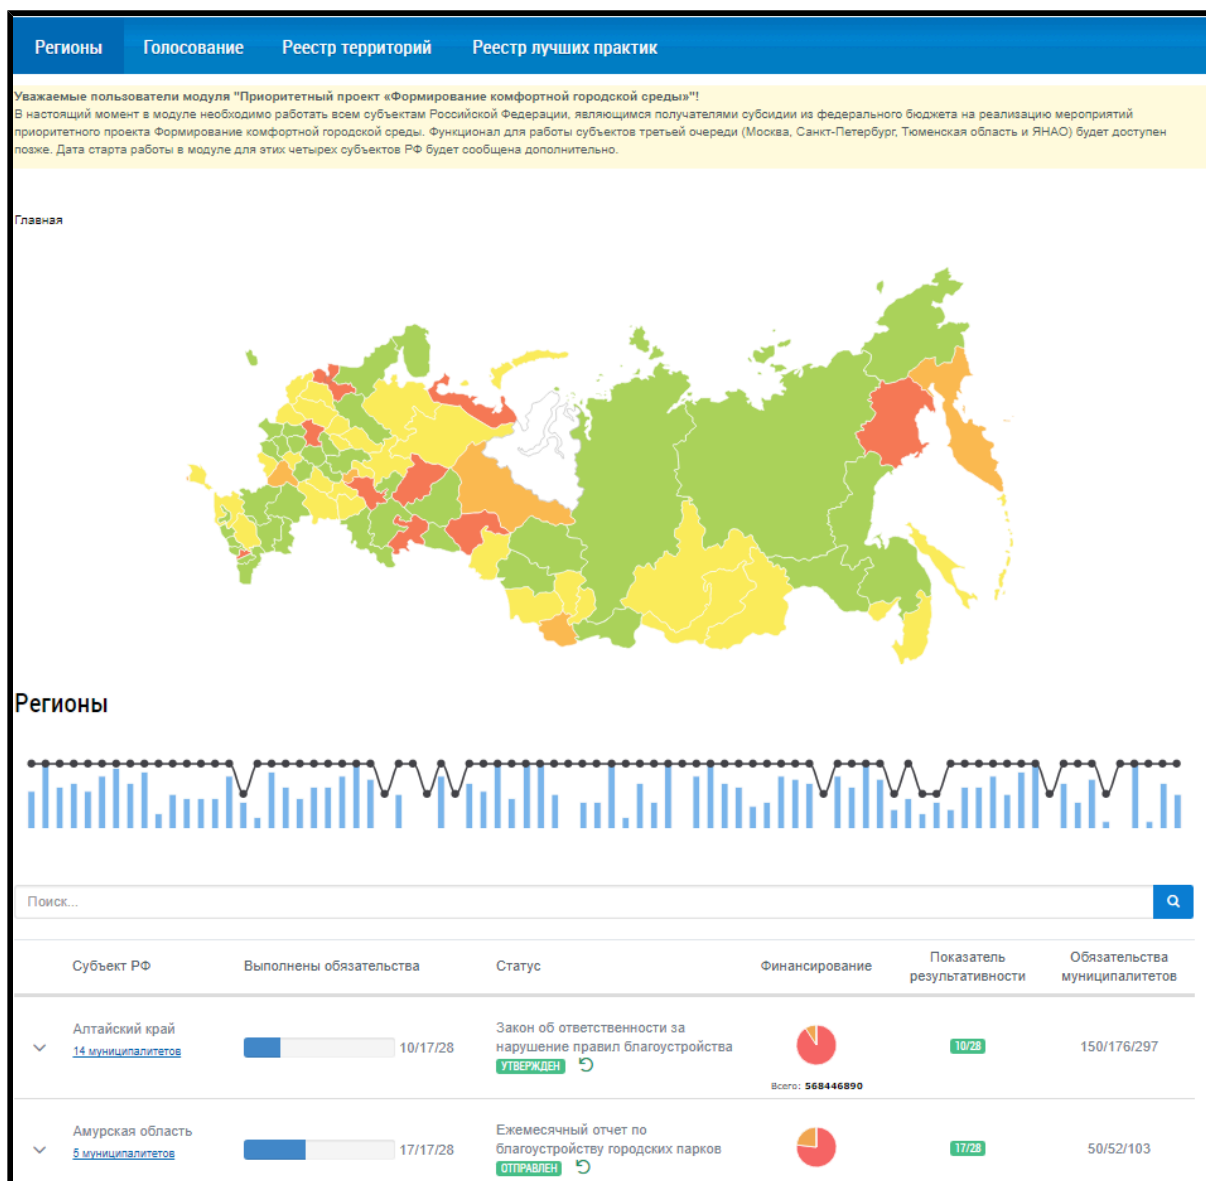 Регионы Голосование Реестр территорий Реестр лучших практик
Уважаемые пользователи модуля "Приоритетный проект «Формирование комфортной городской среды»"!
В настоящий момент в модуле необходимо работать всем субъектам Российской Федерации, являющимся получателями субсидии из федерального бюджета на реализацию мероприятий
приоритетного проекта Формирование комфортной городской среды. Функционал для работы субъектов третьей очереди (Москва, Санкт-Петербург, Тюменская область и ЯНАО) будет доступен
позже. Дата старта работы в модуле для этих четырех субъектов РФ будет сообщена дополнительно.
Главная
Регионы
Поиск...
Субъект РФ Выполнены обязательства Статус Финансирование Показатель результативности Обязательства муниципалитетов
Алтайский край
14 муниципалитетов
10/17/28
Закон об ответственности за
нарушение правил благоустройства
УТВЕРЖДЕН
Всего: 568446890
10/28
150/176/297
Амурская область
5 муниципалитетов
17/17/28
Ежемесячный отчет по
благоустройству городских парков
ОТПРАВЛЕН
17/28
50/52/103